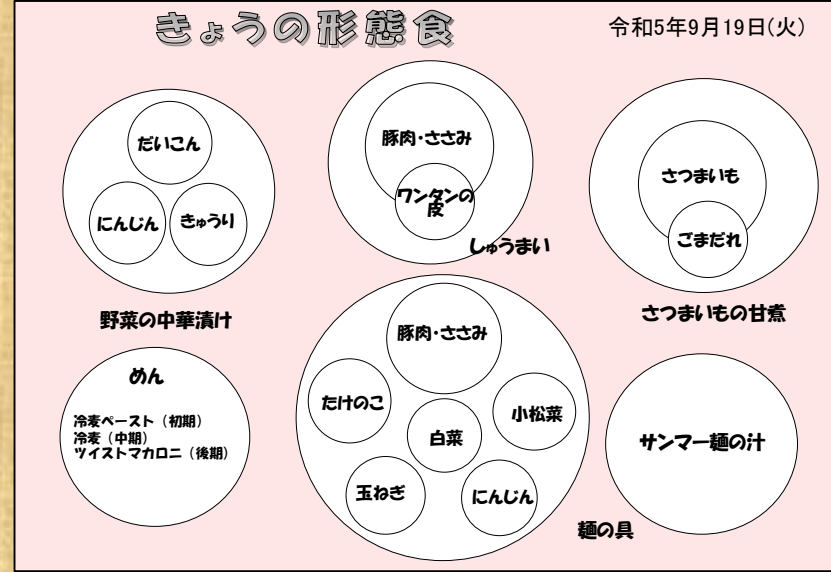 きょうの形態食
令和5年9月19日(火)
だいこん
にんじん
きゅうり
野菜の中華漬け
豚肉・ささみ
ワンタンの
皮
しゅうまい
さつまいも
ごまだれ
さつまいもの甘煮
めん
冷麦ペースト（初期）
冷麦（中期）
ツイストマカロニ（後期）
豚肉・ささみ
たけのこ
小松菜
白菜
玉ねぎ
にんじん
麺の具
サンマー麺の汁